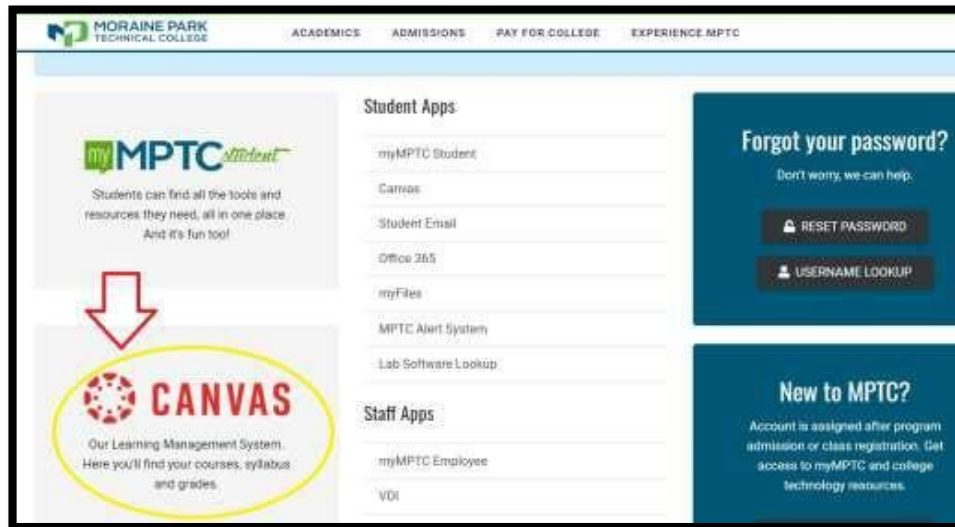 MORAINE PARK
TECHNICAL COLLEGE
ACADEMICS
ADMISSIONS
PAY FOR COLLEGE
EXPERIENCE MPTC
my MPTC student
Students can find all the tools and
resources they need, all in one place.
And it's fun too!
CANVAS
Our Learning Management System.
Here you'll find your courses, syllabus
and grades.
Student Apps
myMPTC Student
Canvas
Student Email
Office 365
myFiles
MPTC Alert System
Lab Software Lookup
Staff Apps
myMPTC Employee
VDI
Forgot your password?
Don't worry, we can help.
RESET PASSWORD
USERNAME LOOKUP
New to MPTC?
Account is assigned after program
admission or class registration. Get
access to myMPTC and college
technology resources.